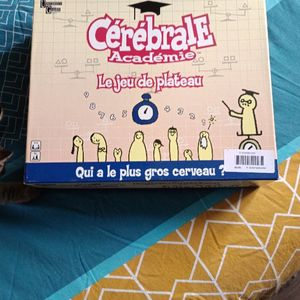 Cérébrale
Académie
Le jeu de plateau
Qui a le plus gros cerveau ?